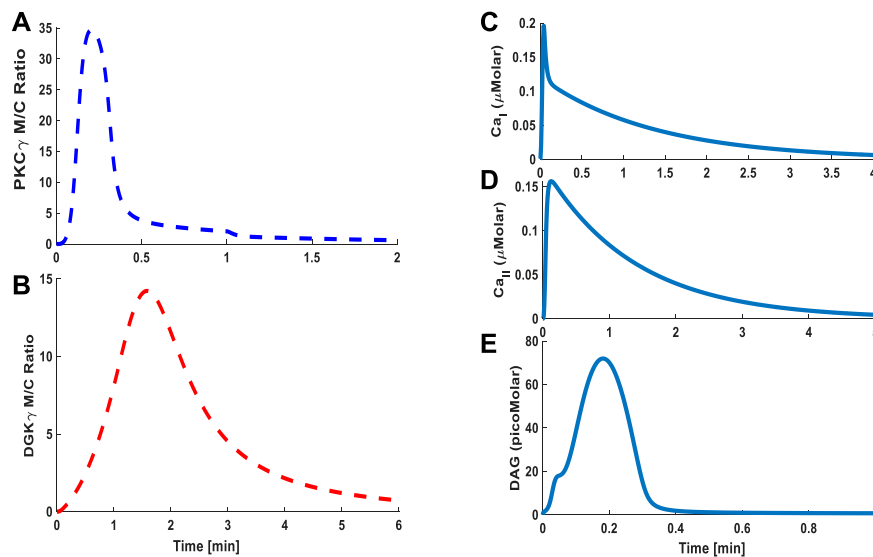 A
PKCγ M/C Ratio
35
30
25
20
15
10
5
0
0 0.5 1 1.5 2
B
DGKγ M/C Ratio
15
10
5
0
0 1 2 3 4 5 6
Time [min]
C
Ca_I (μMolar)
0.2
0.15
0.1
0.05
0
0 0.5 1 1.5 2 2.5 3 3.5 4
D
Ca_II (μMolar)
0.15
0.1
0.05
0
0 1 2 3 4
E
DAG (picoMolar)
80
60
40
20
0
0 0.2 0.4 0.6 0.8
Time [min]